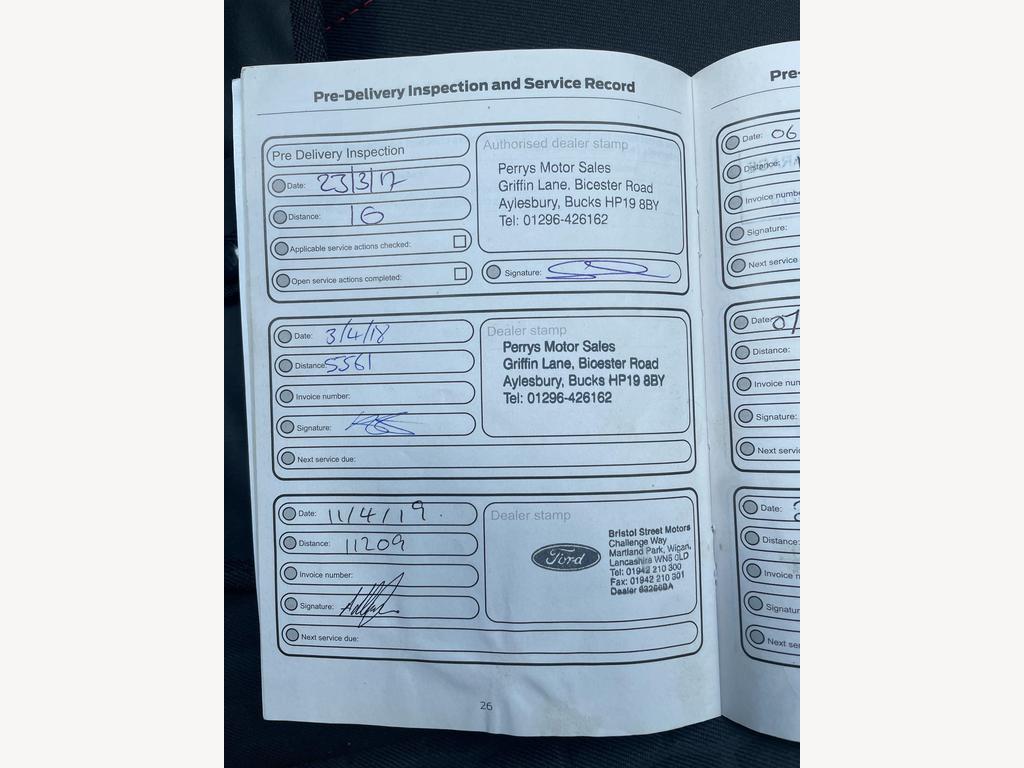 Pre-Delivery Inspection and Service Record
Pre Delivery Inspection
Date: 23/3/17
Distance: 16
Applicable service actions checked:
Open service actions completed:
Authorised dealer stamp
Perrys Motor Sales
Griffin Lane, Bicester Road
Aylesbury, Bucks HP19 8BY
Tel: 01296-426162
Signature:
Date: 3/4/18
Distance: 5561
Invoice number:
Signature:
Next service due:
Dealer stamp
Perrys Motor Sales
Griffin Lane, Bicester Road
Aylesbury, Bucks HP19 8BY
Tel: 01296-426162
Date: 11/4/19
Distance: 11209
Invoice number:
Signature:
Next service due:
Dealer stamp
Ford
Bristol Street Motors
Challenge Way
Martland Park, Wigan,
Lancashire WN5 0LD
Tel: 01942 210 300
Fax: 01942 210 301
Dealer
26
Pre-
Date: 06
Distance:
Invoice numb
Signature:
Next service
Date: 07
Distance:
Invoice num
Signature:
Next servic
Date:
Distance:
Invoice n
Signatur
Next se